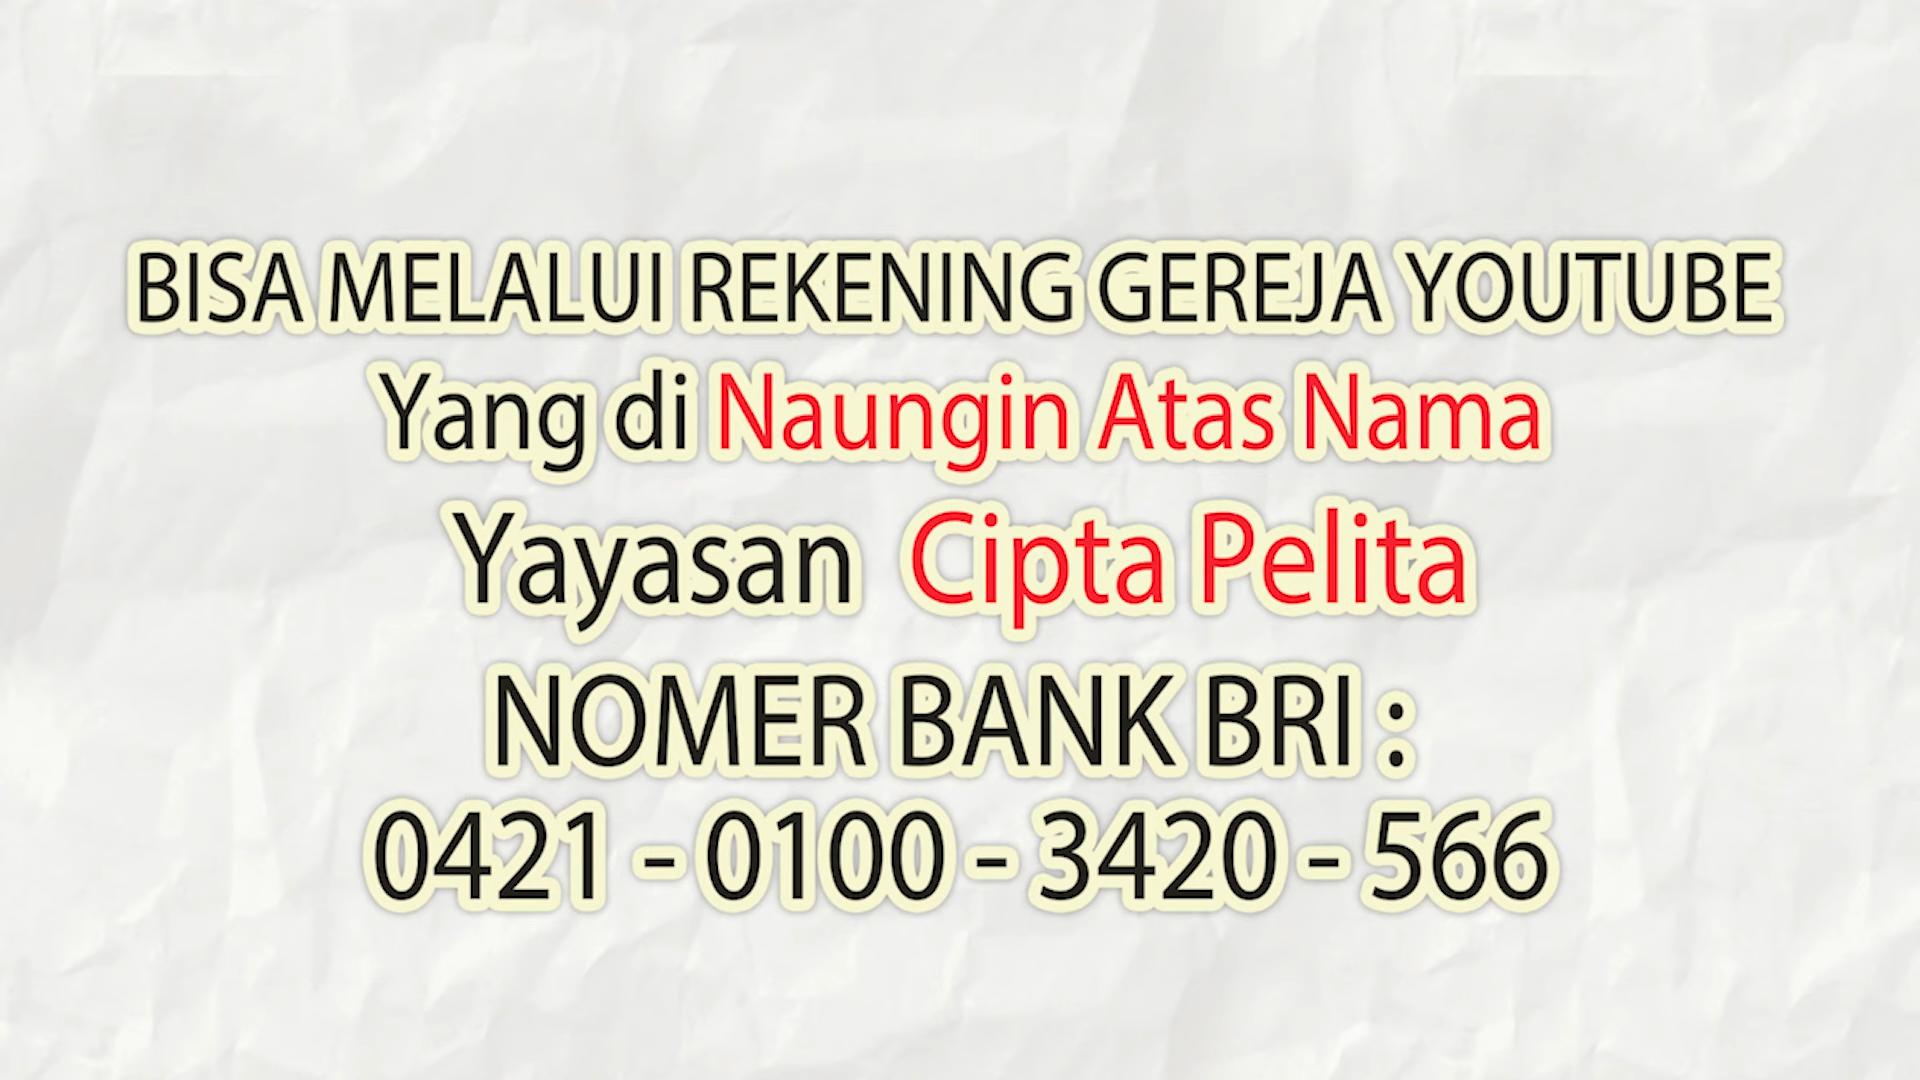 BISA MELALUI REKENING GEREJA YOUTUBE
Yang di Naungin Atas Nama
Yayasan Cipta Pelita
NOMER BANK BRI :
0421 - 0100 - 3420 - 566